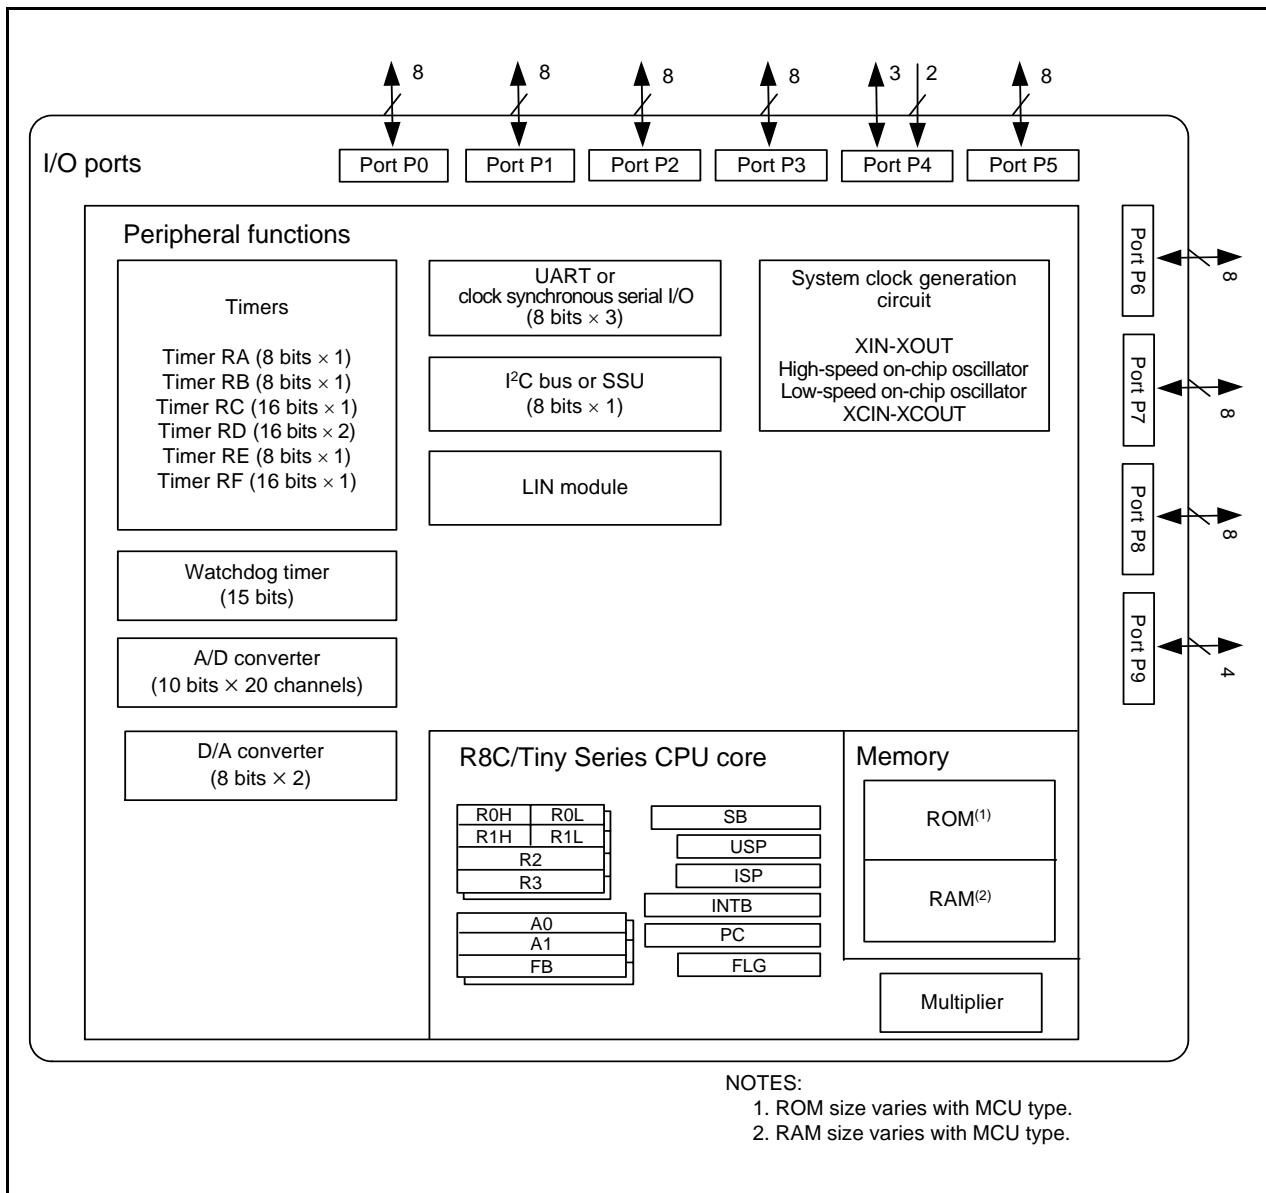 8
8
8
8
3
2
8
I/O ports
Port P0
Port P1
Port P2
Port P3
Port P4
Port P5
Peripheral functions
Timers
Timer RA (8 bits × 1)
Timer RB (8 bits × 1)
Timer RC (16 bits × 1)
Timer RD (16 bits × 2)
Timer RE (8 bits × 1)
Timer RF (16 bits × 1)
UART or
clock synchronous serial I/O
(8 bits × 3)
I²C bus or SSU
(8 bits × 1)
LIN module
System clock generation
circuit
XIN-XOUT
High-speed on-chip oscillator
Low-speed on-chip oscillator
XCIN-XCOUT
Port P6
8
Port P7
8
Port P8
8
Port P9
4
Watchdog timer
(15 bits)
A/D converter
(10 bits × 20 channels)
D/A converter
(8 bits × 2)
R8C/Tiny Series CPU core
R0H
R0L
R1H
R1L
R2
R3
A0
A1
FB
SB
USP
ISP
INTB
PC
FLG
Memory
ROM(1)
RAM(2)
Multiplier
NOTES:
1. ROM size varies with MCU type.
2. RAM size varies with MCU type.